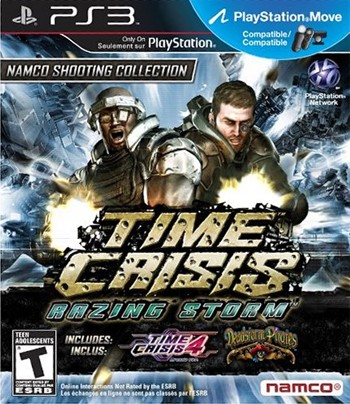 PS3
Only On
Seulement sur PlayStation®
PlayStation®Move
Compatible/
Compatible
NAMCO SHOOTING COLLECTION
PlayStation®
Network
TIME
CRISIS
RAZING STORM™
TEEN
ADOLESCENTS
T
ESRB
INCLUDES:
INCLUS:
TIME
CRISIS 4
Deadstorm Pirates
Online Interactions Not Rated by the ESRB
Les échanges en ligne ne sont pas classés par l'ESRB
namco®